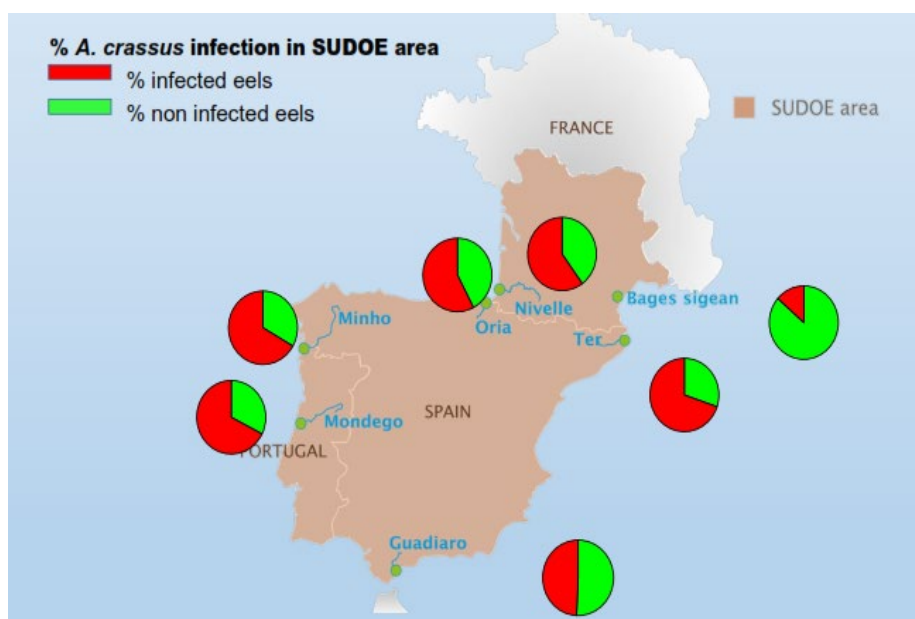 % A. crassus infection in SUDOE area
% infected eels
% non infected eels
FRANCE
SUDOE area
Bages sigean
Nivelle
Oria
Minho
Ter
SPAIN
Mondego
PORTUGAL
Guadiaro